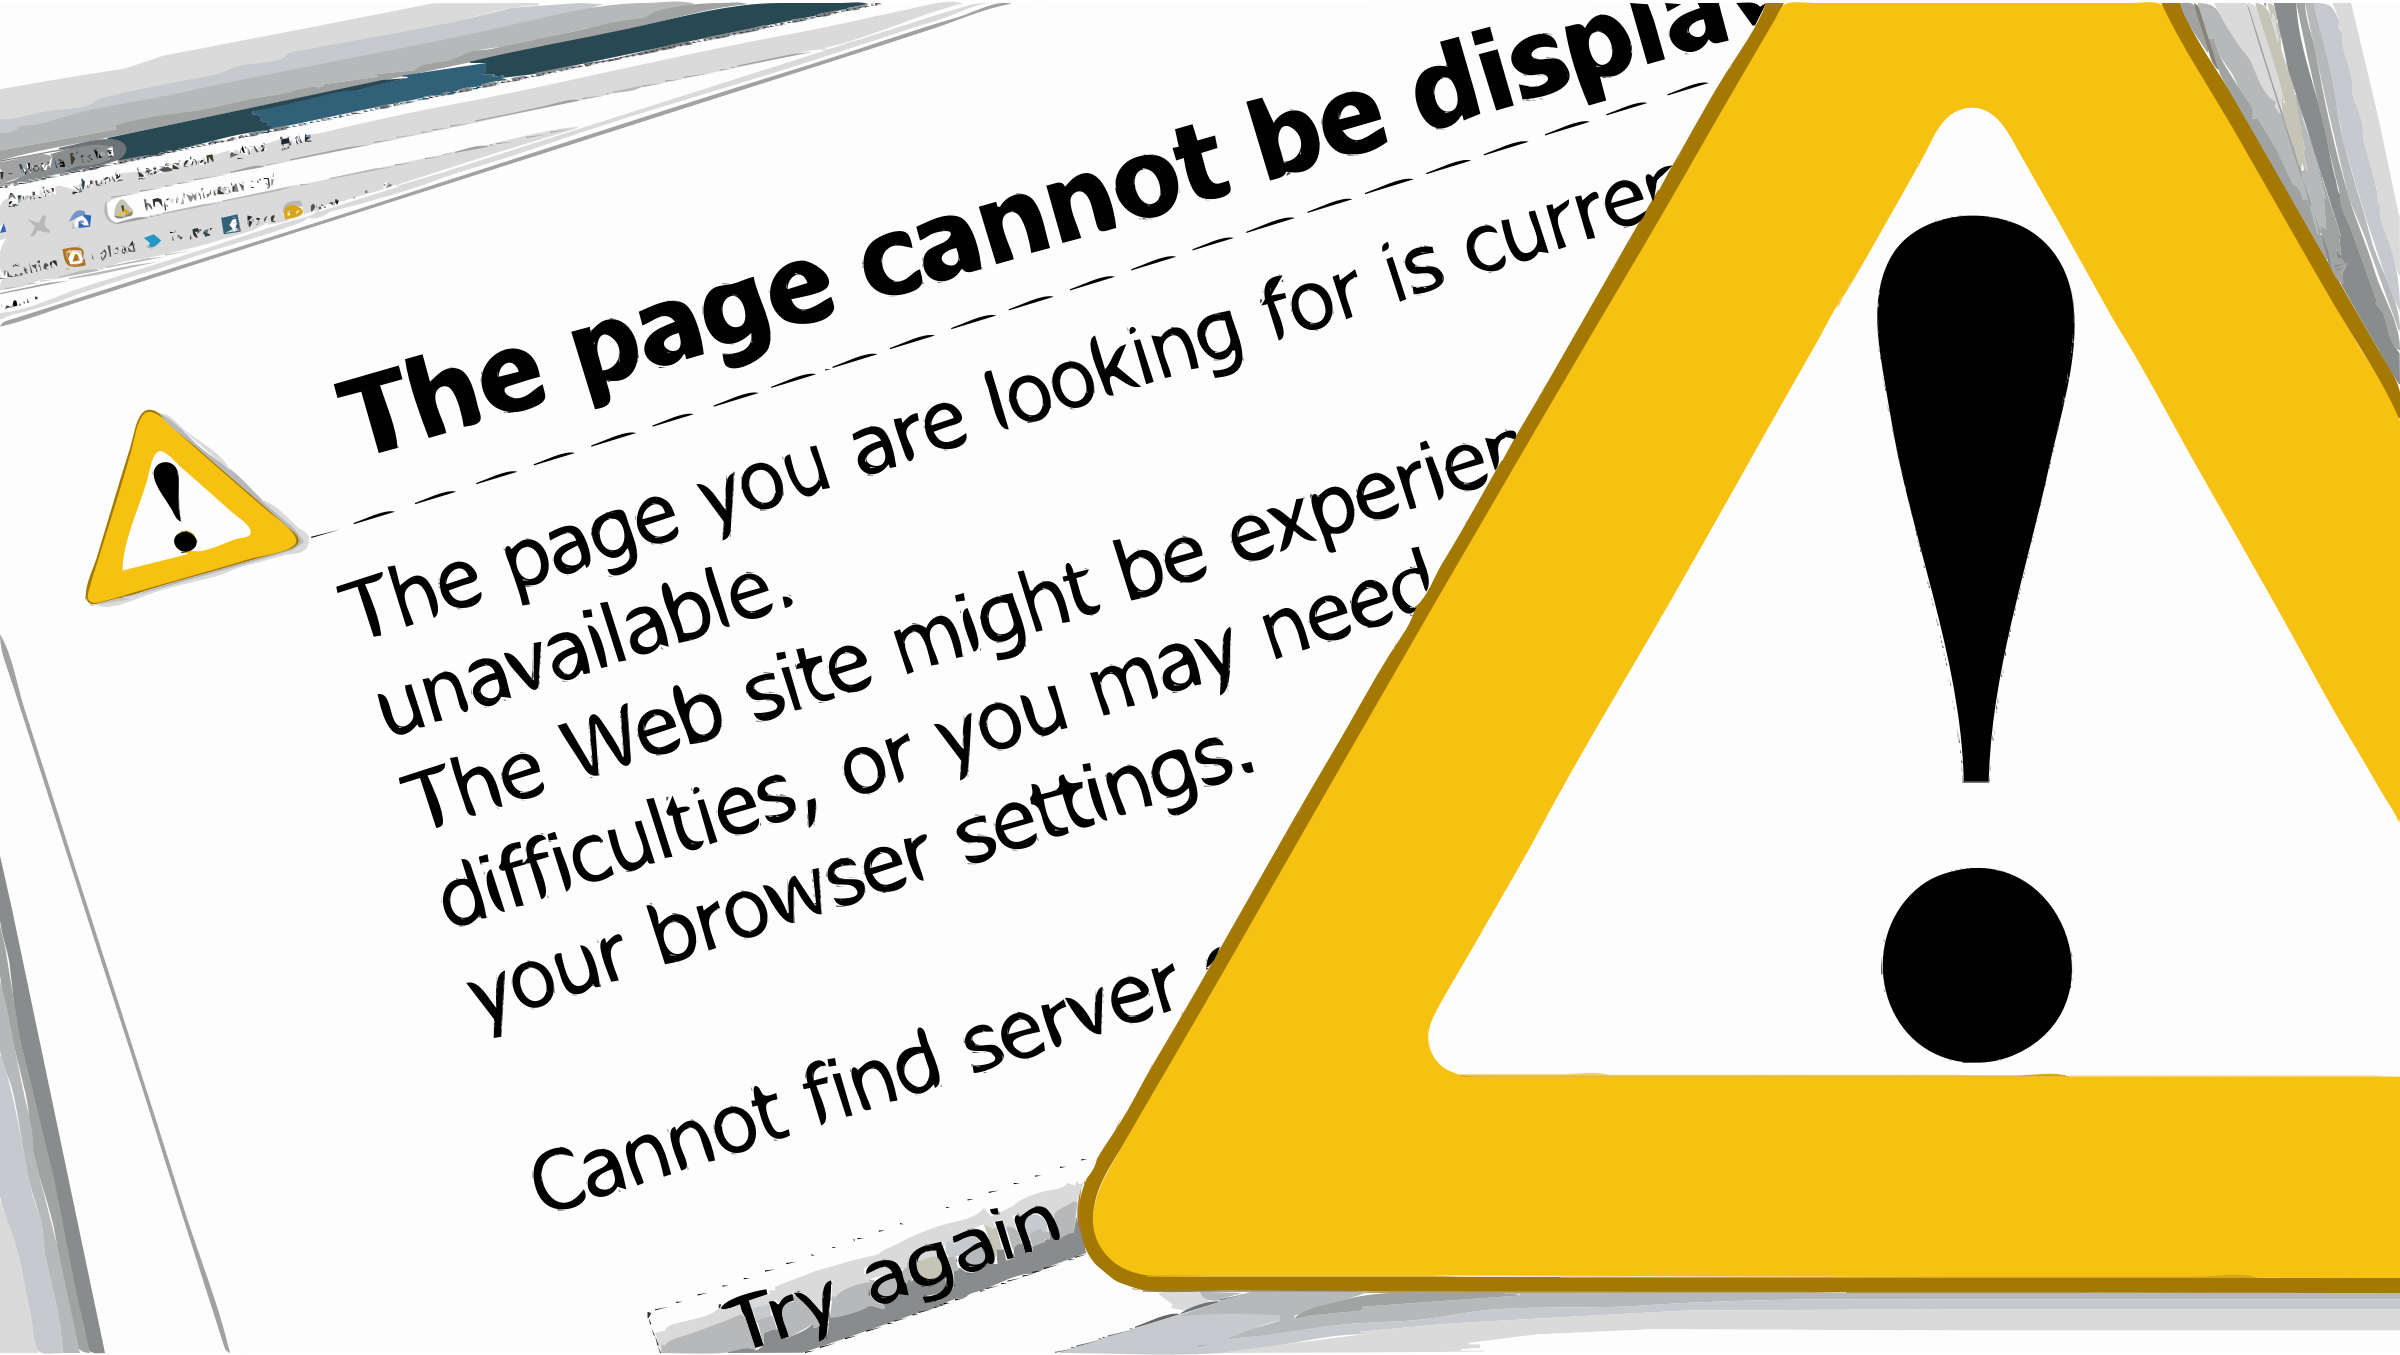 The page cannot be display
The page you are looking for is curren
unavailable.
The Web site might be experien
difficulties, or you may need
your browser settings.
Cannot find server
Try again